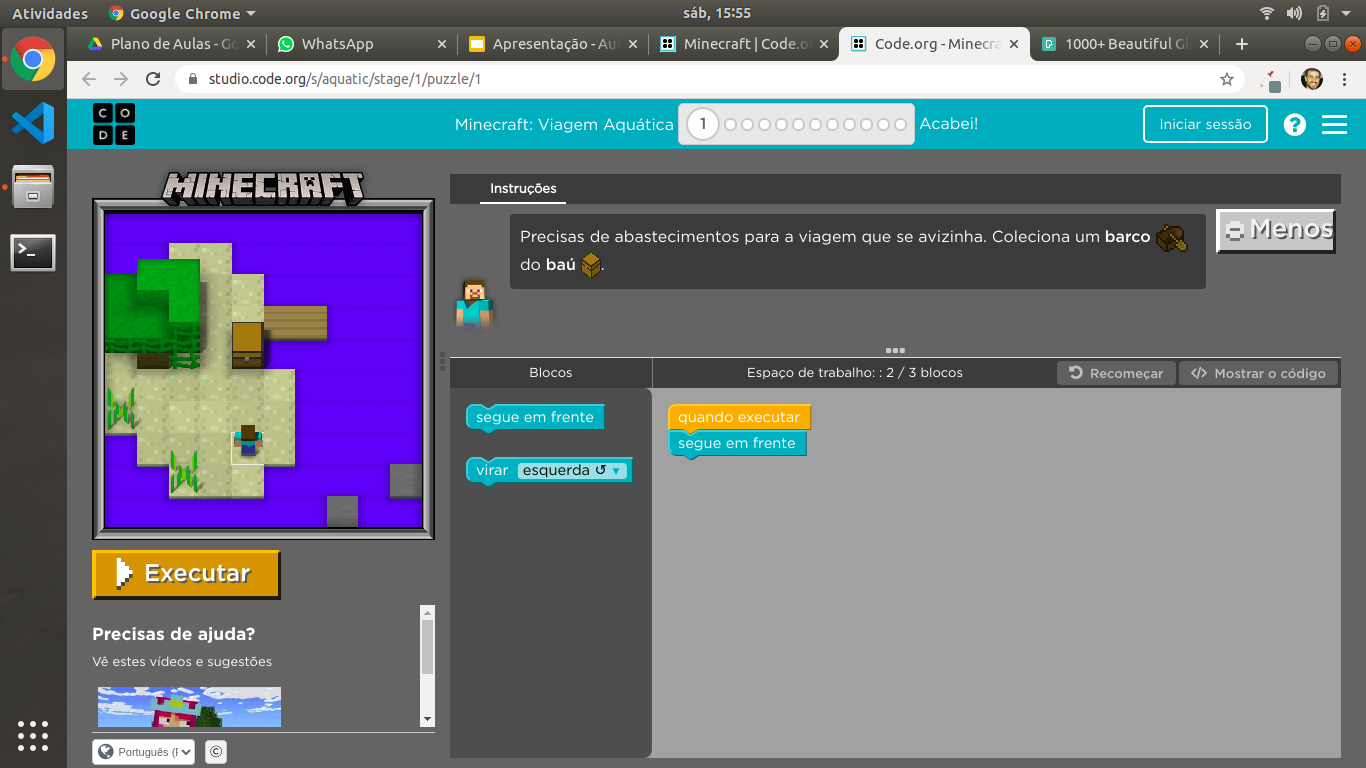 Atividades Google Chrome sáb, 15:55
Plano de Aulas - Go WhatsApp Apresentação - Aul Minecraft | Code.o Code.org - Minecra 1000+ Beautiful Gi
studio.code.org/s/aquatic/stage/1/puzzle/1
C O
D E
Minecraft: Viagem Aquática 1 Acabei! Iniciar sessão ?
MINECRAFT
Instruções
Precisas de abastecimentos para a viagem que se avizinha. Coleciona um barco
do baú .
Menos
Blocos Espaço de trabalho: : 2 / 3 blocos Recomeçar </> Mostrar o código
segue em frente
virar esquerda ↺ ▼
quando executar
segue em frente
Executar
Precisas de ajuda?
Vê estes vídeos e sugestões
Português (F ©